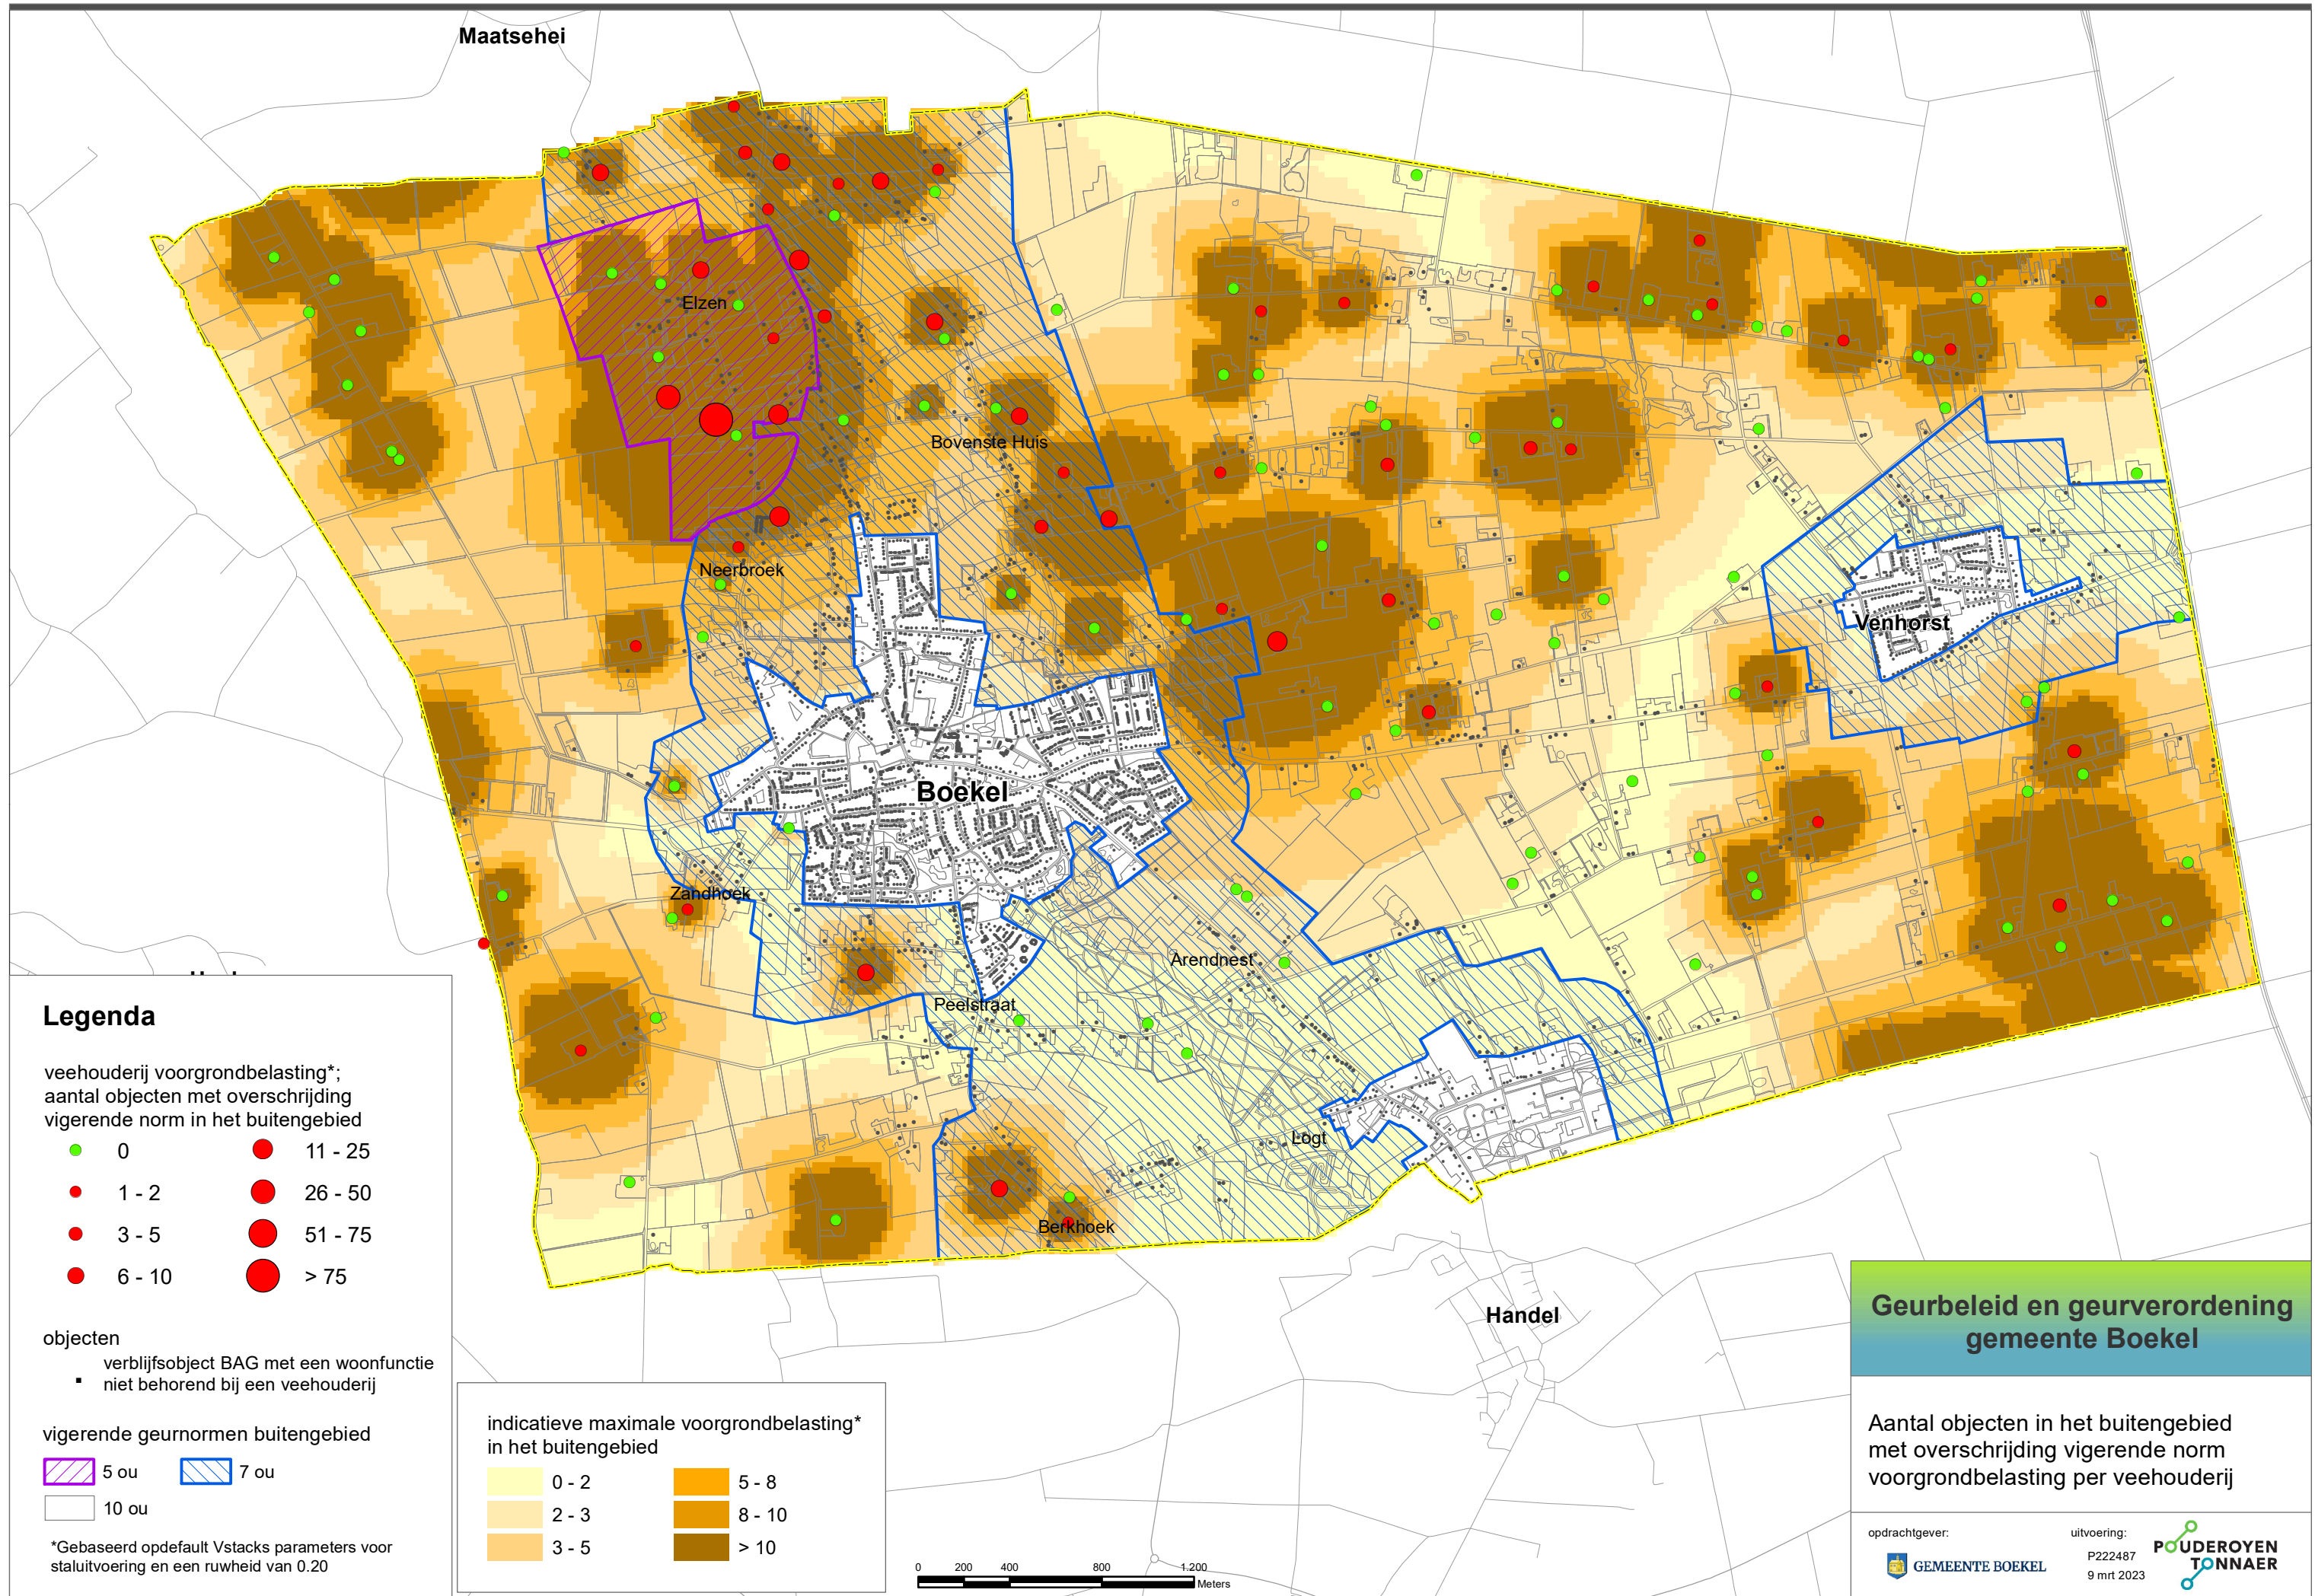 Maatsehei
Elzen
Bovenste Huis
Neerbroek
Venhorst
Boekel
Zandhoek
Arendnest
Peelstraat
Logt
Berkhoek
Handel
Legenda
veehouderij voorgrondbelasting*;
aantal objecten met overschrijding
vigerende norm in het buitengebied
0
1 - 2
3 - 5
6 - 10
11 - 25
26 - 50
51 - 75
> 75
objecten
verblijfsobject BAG met een woonfunctie
niet behorend bij een veehouderij
vigerende geurnormen buitengebied
5 ou
7 ou
10 ou
*Gebaseerd opdefault Vstacks parameters voor
staluitvoering en een ruwheid van 0.20
indicatieve maximale voorgrondbelasting*
in het buitengebied
0 - 2
2 - 3
3 - 5
5 - 8
8 - 10
> 10
0 200 400 800 1.200
Meters
Geurbeleid en geurverordening
gemeente Boekel
Aantal objecten in het buitengebied
met overschrijding vigerende norm
voorgrondbelasting per veehouderij
opdrachtgever:
GEMEENTE BOEKEL
uitvoering:
P222487
9 mrt 2023
POUDEROYEN
TONNAER